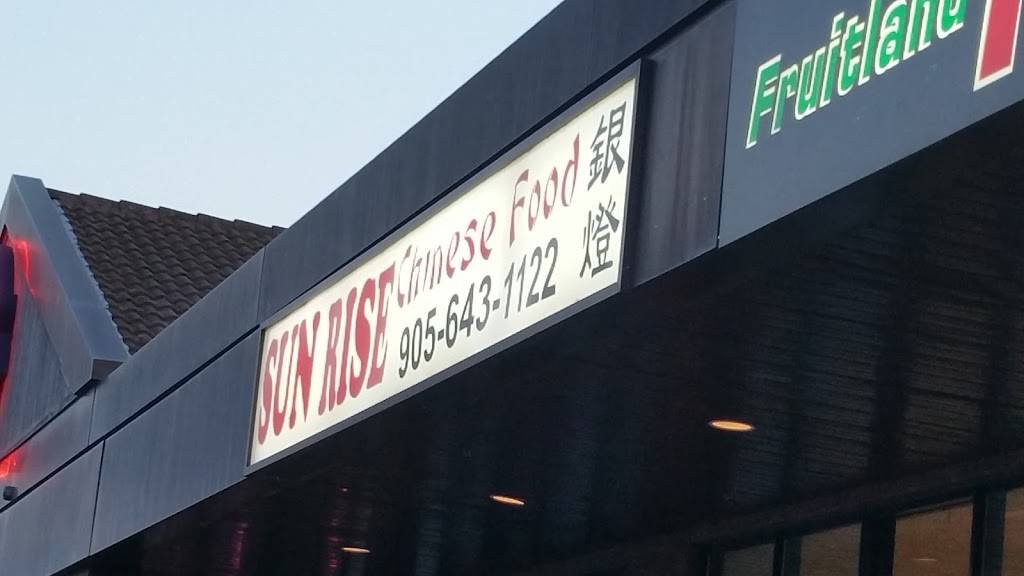 SUN RISE Chinese Food
905-643-1122
銀燈
Fruitland